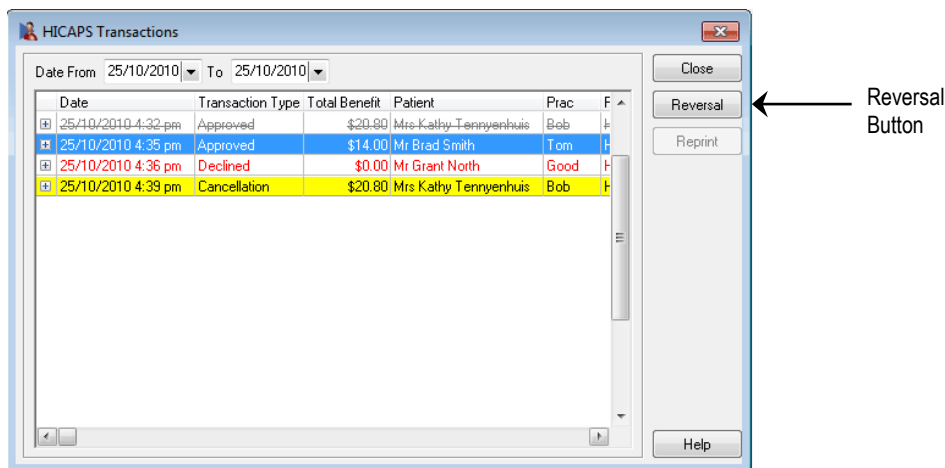 HICAPS Transactions
Date From 25/10/2010 To 25/10/2010
Close
Date Transaction Type Total Benefit Patient Prac F
Reversal
25/10/2010 4:32 pm Approved $20.80 Mrs Kathy Tennyenhuis Bob H
25/10/2010 4:35 pm Approved $14.00 Mr Brad Smith Tom H
Reprint
25/10/2010 4:36 pm Declined $0.00 Mr Grant North Good H
25/10/2010 4:39 pm Cancellation $20.80 Mrs Kathy Tennyenhuis Bob H
Help
Reversal
Button